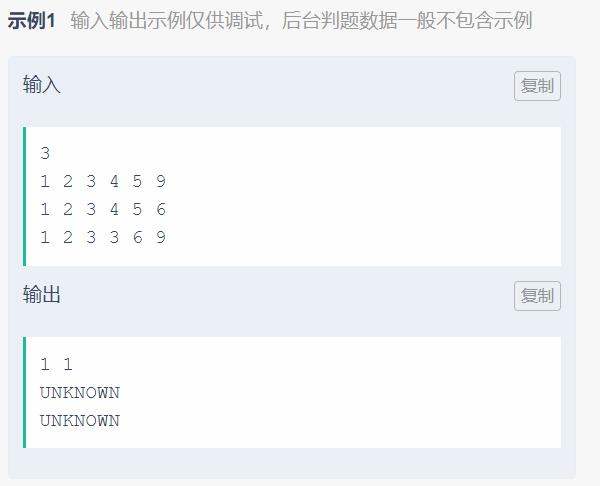 示例1 输入输出示例仅供调试，后台判题数据一般不包含示例
输入
复制
3
1 2 3 4 5 9
1 2 3 4 5 6
1 2 3 3 6 9
输出
复制
1 1
UNKNOWN
UNKNOWN